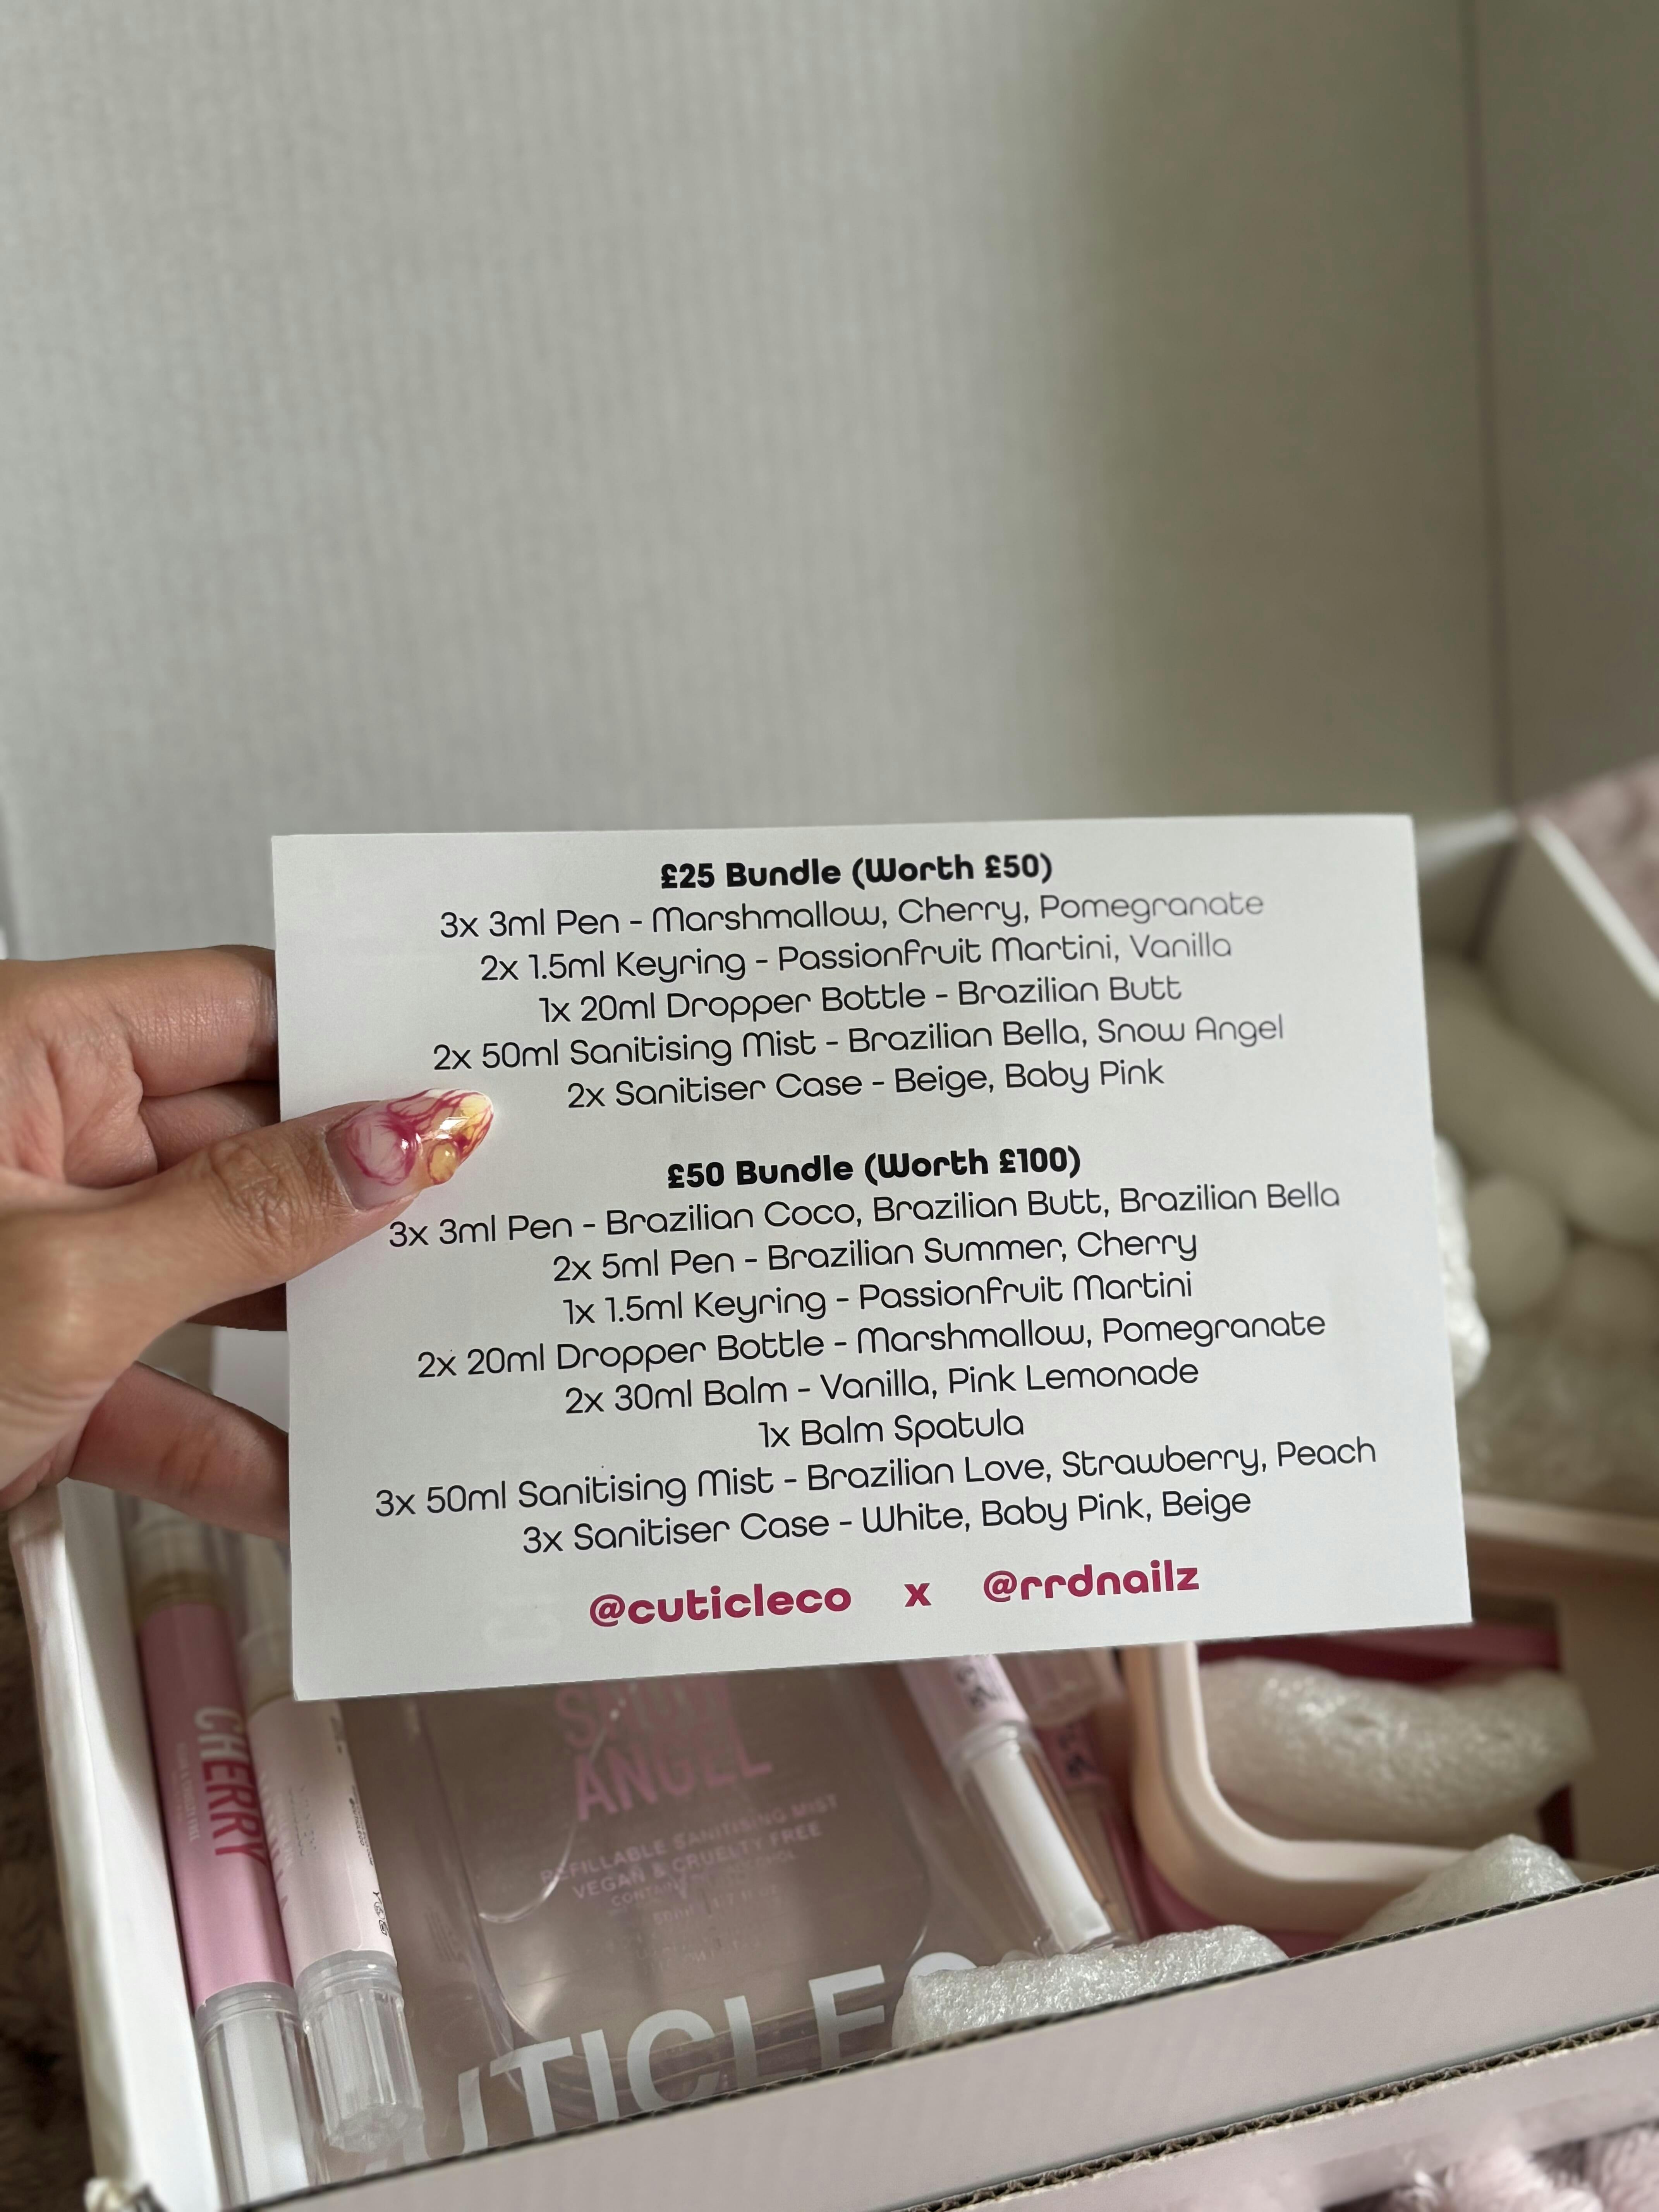 £25 Bundle (Worth £50)
3x 3ml Pen - Marshmallow, Cherry, Pomegranate
2x 1.5ml Keyring - Passionfruit Martini, Vanilla
1x 20ml Dropper Bottle - Brazilian Butt
2x 50ml Sanitising Mist - Brazilian Bella, Snow Angel
2x Sanitiser Case - Beige, Baby Pink
£50 Bundle (Worth £100)
3x 3ml Pen - Brazilian Coco, Brazilian Butt, Brazilian Bella
2x 5ml Pen - Brazilian Summer, Cherry
1x 1.5ml Keyring - Passionfruit Martini
2x 20ml Dropper Bottle - Marshmallow, Pomegranate
2x 30ml Balm - Vanilla, Pink Lemonade
1x Balm Spatula
3x 50ml Sanitising Mist - Brazilian Love, Strawberry, Peach
3x Sanitiser Case - White, Baby Pink, Beige
@cuticleco x @rrdnailz
CHERRY
SNOW
ANGEL
REFILLABLE SANITISING MIST
VEGAN & CRUELTY FREE
UTICLE